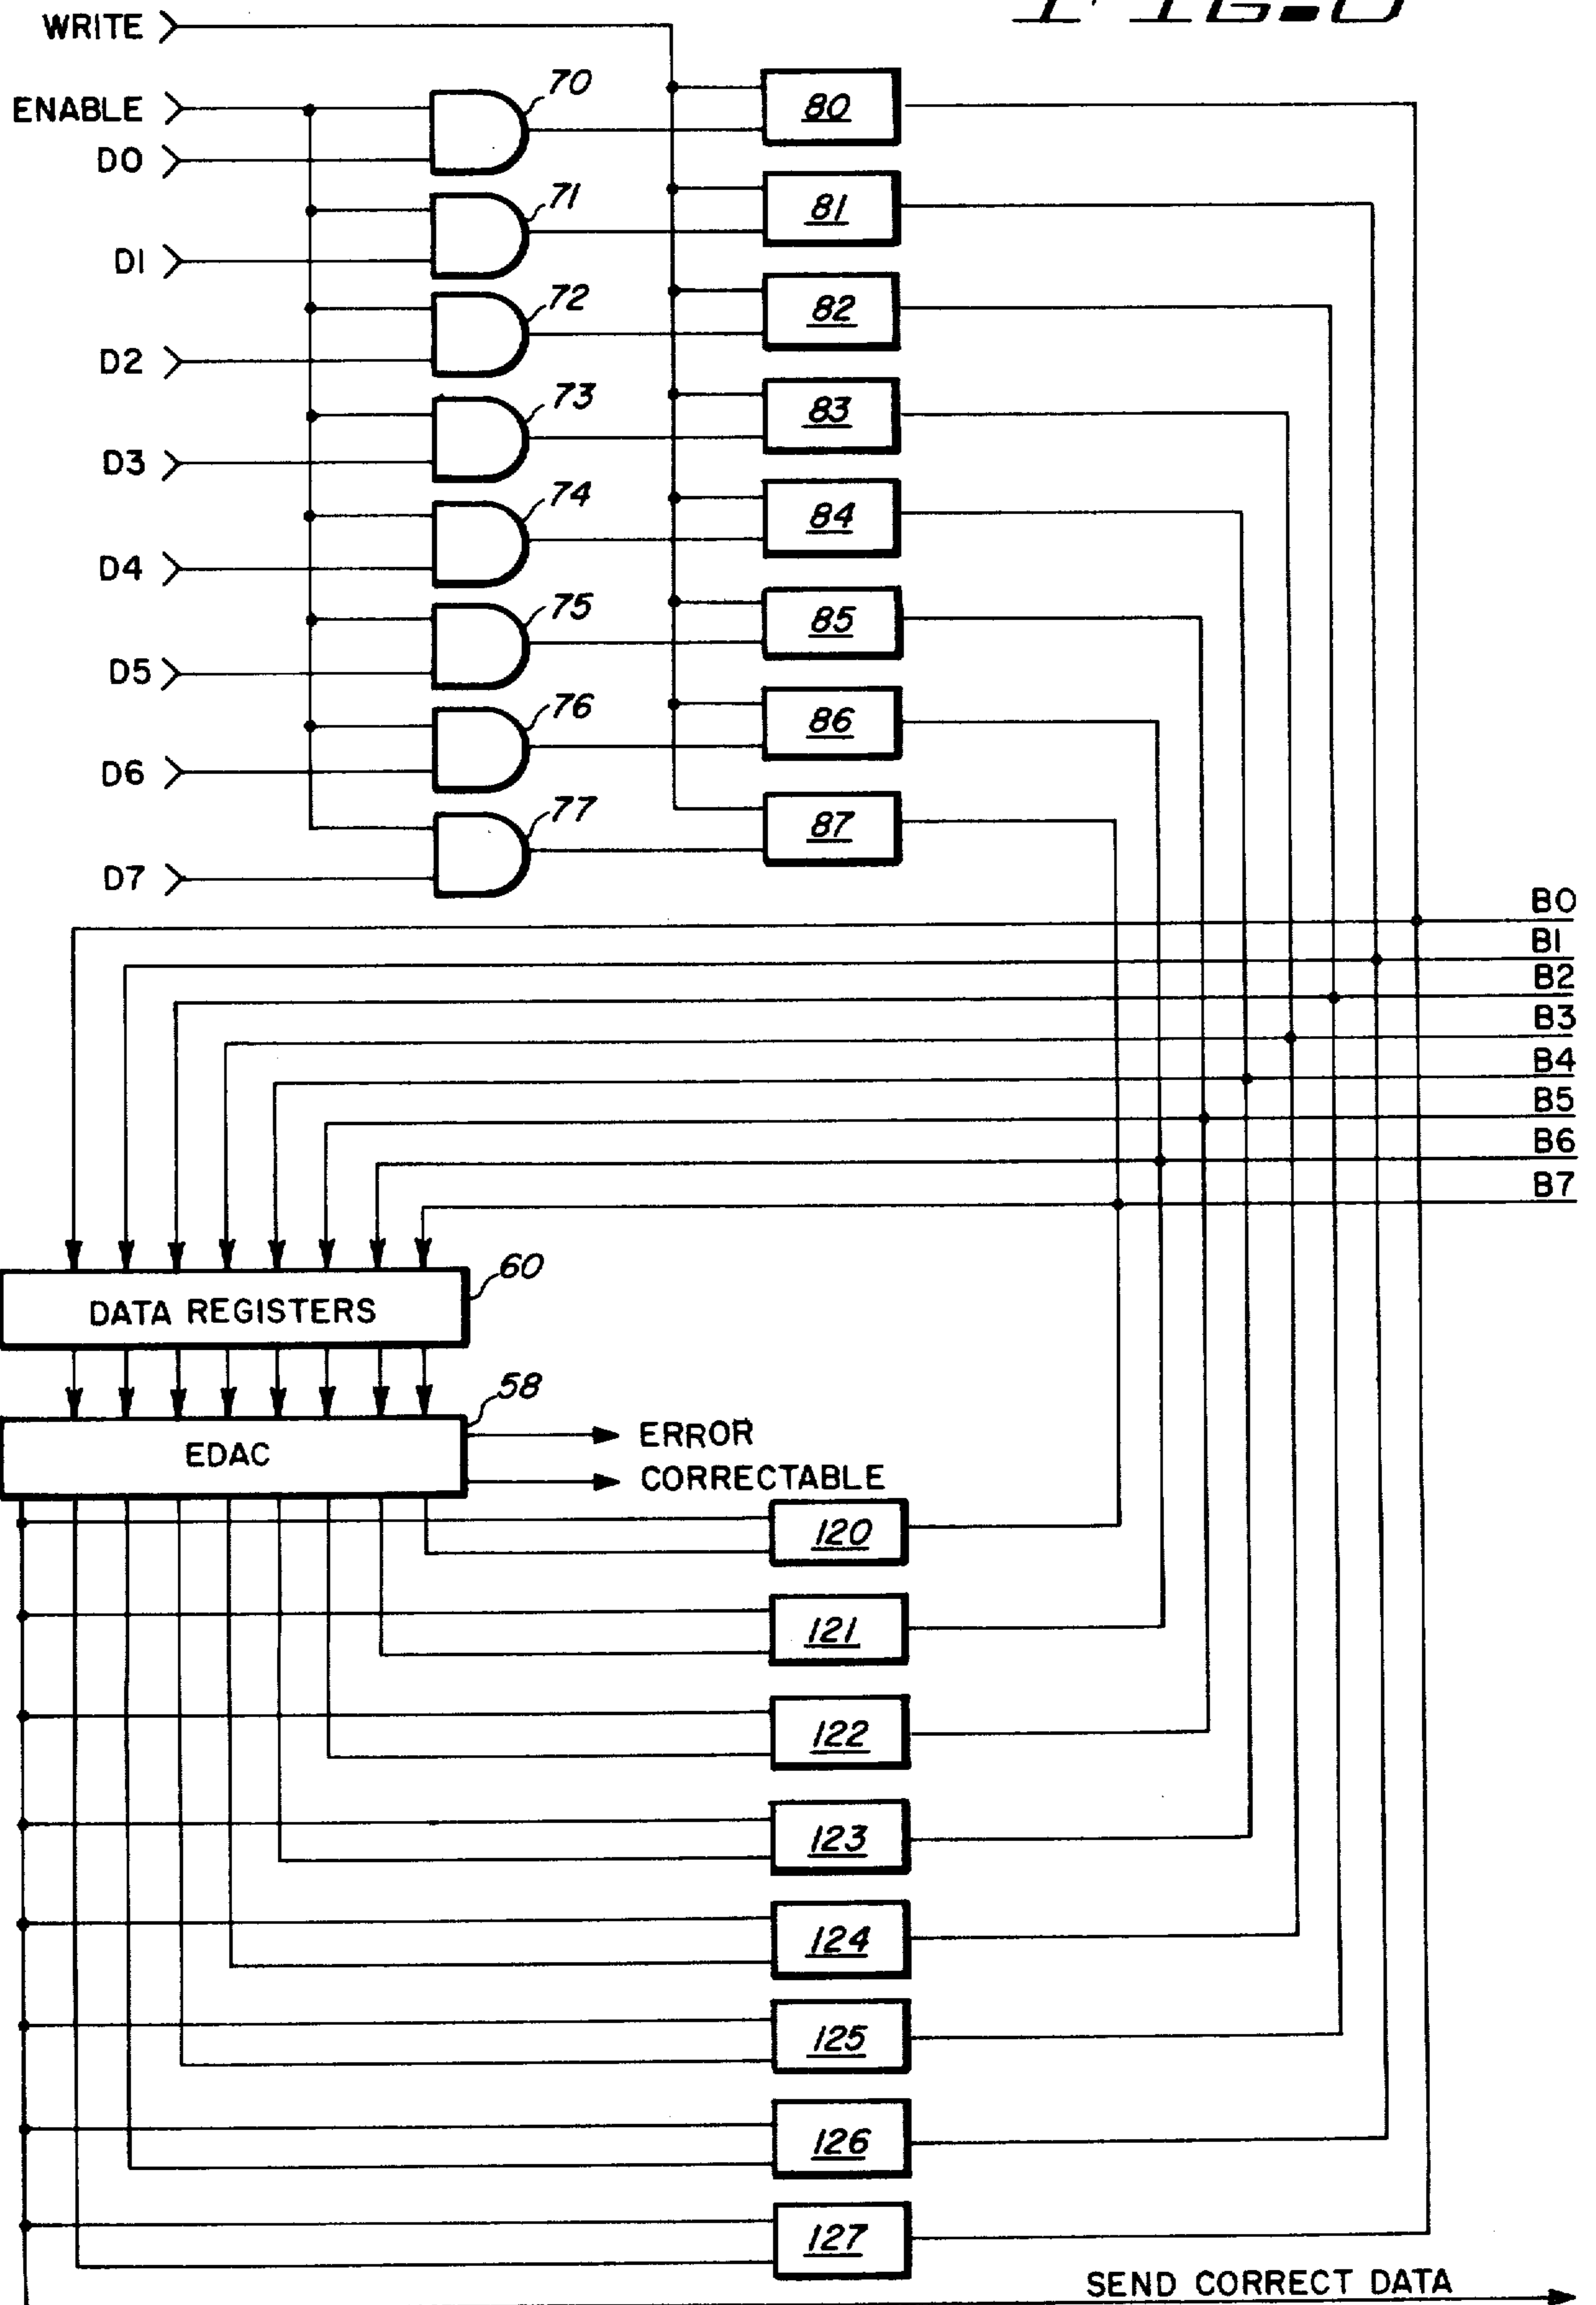 WRITE
ENABLE
D0
D1
D2
D3
D4
D5
D6
D7
70
71
72
73
74
75
76
77
80
81
82
83
84
85
86
87
B0
B1
B2
B3
B4
B5
B6
B7
60
DATA REGISTERS
58
EDAC
ERROR
CORRECTABLE
120
121
122
123
124
125
126
127
SEND CORRECT DATA